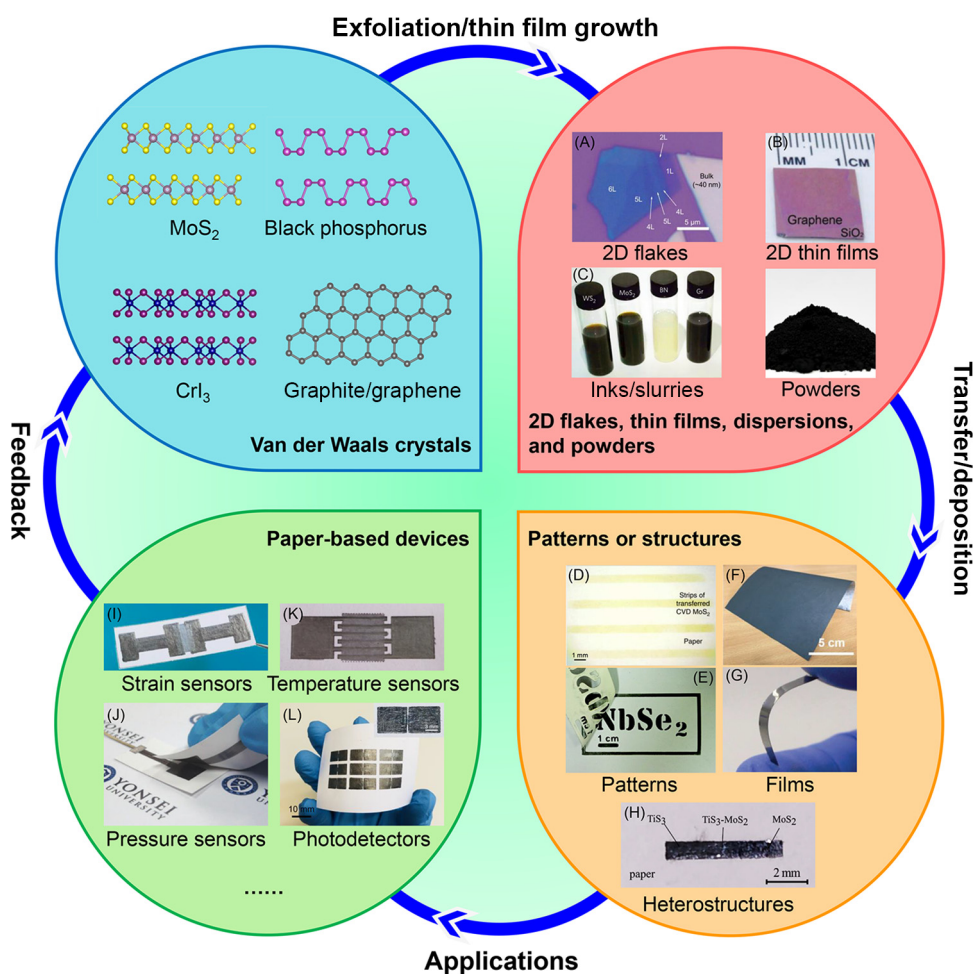 Exfoliation/thin film growth
MoS2
Black phosphorus
CrI3
Graphite/graphene
Van der Waals crystals
(A)
2L
1L
Bulk
(~40 nm)
6L
5L
4L
5L
4L
5 µm
2D flakes
(B)
MM 1 CM
Graphene
SiO2
2D thin films
(C)
WS2
MoS2
BN
Gr
Inks/slurries
Powders
2D flakes, thin films, dispersions,
and powders
Transfer/deposition
Patterns or structures
(D)
Strips of
transferred
CVD MoS2
Paper
1 mm
(F)
5 cm
(E)
NbSe2
1 cm
Patterns
(G)
Films
(H)
TiS3
TiS3-MoS2
MoS2
paper
2 mm
Heterostructures
Applications
Paper-based devices
(I)
Strain sensors
(K)
Temperature sensors
(J)
YONSEI
UNIVERSITY
YONSEI
Pressure sensors
(L)
10 mm
Photodetectors
......
Feedback